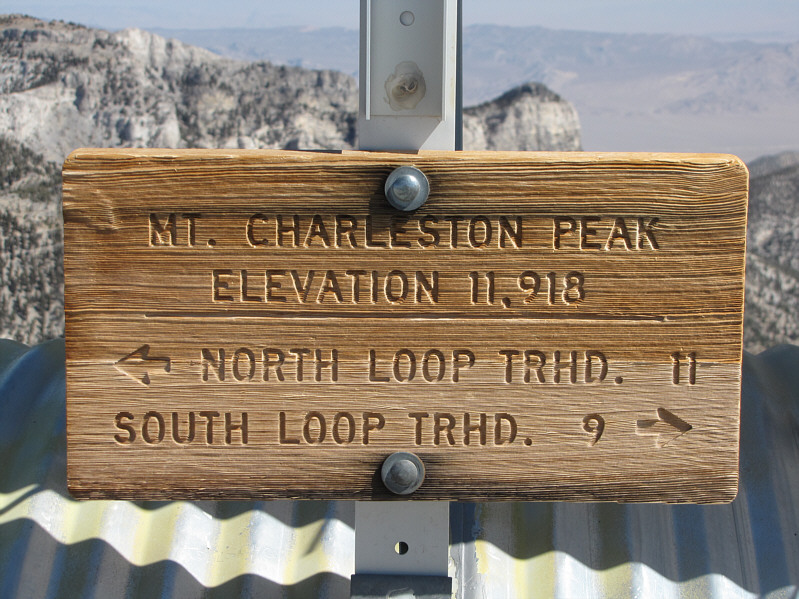 MT. CHARLESTON PEAK
ELEVATION 11,918
← NORTH LOOP TRHD. 11
SOUTH LOOP TRHD. 9 →